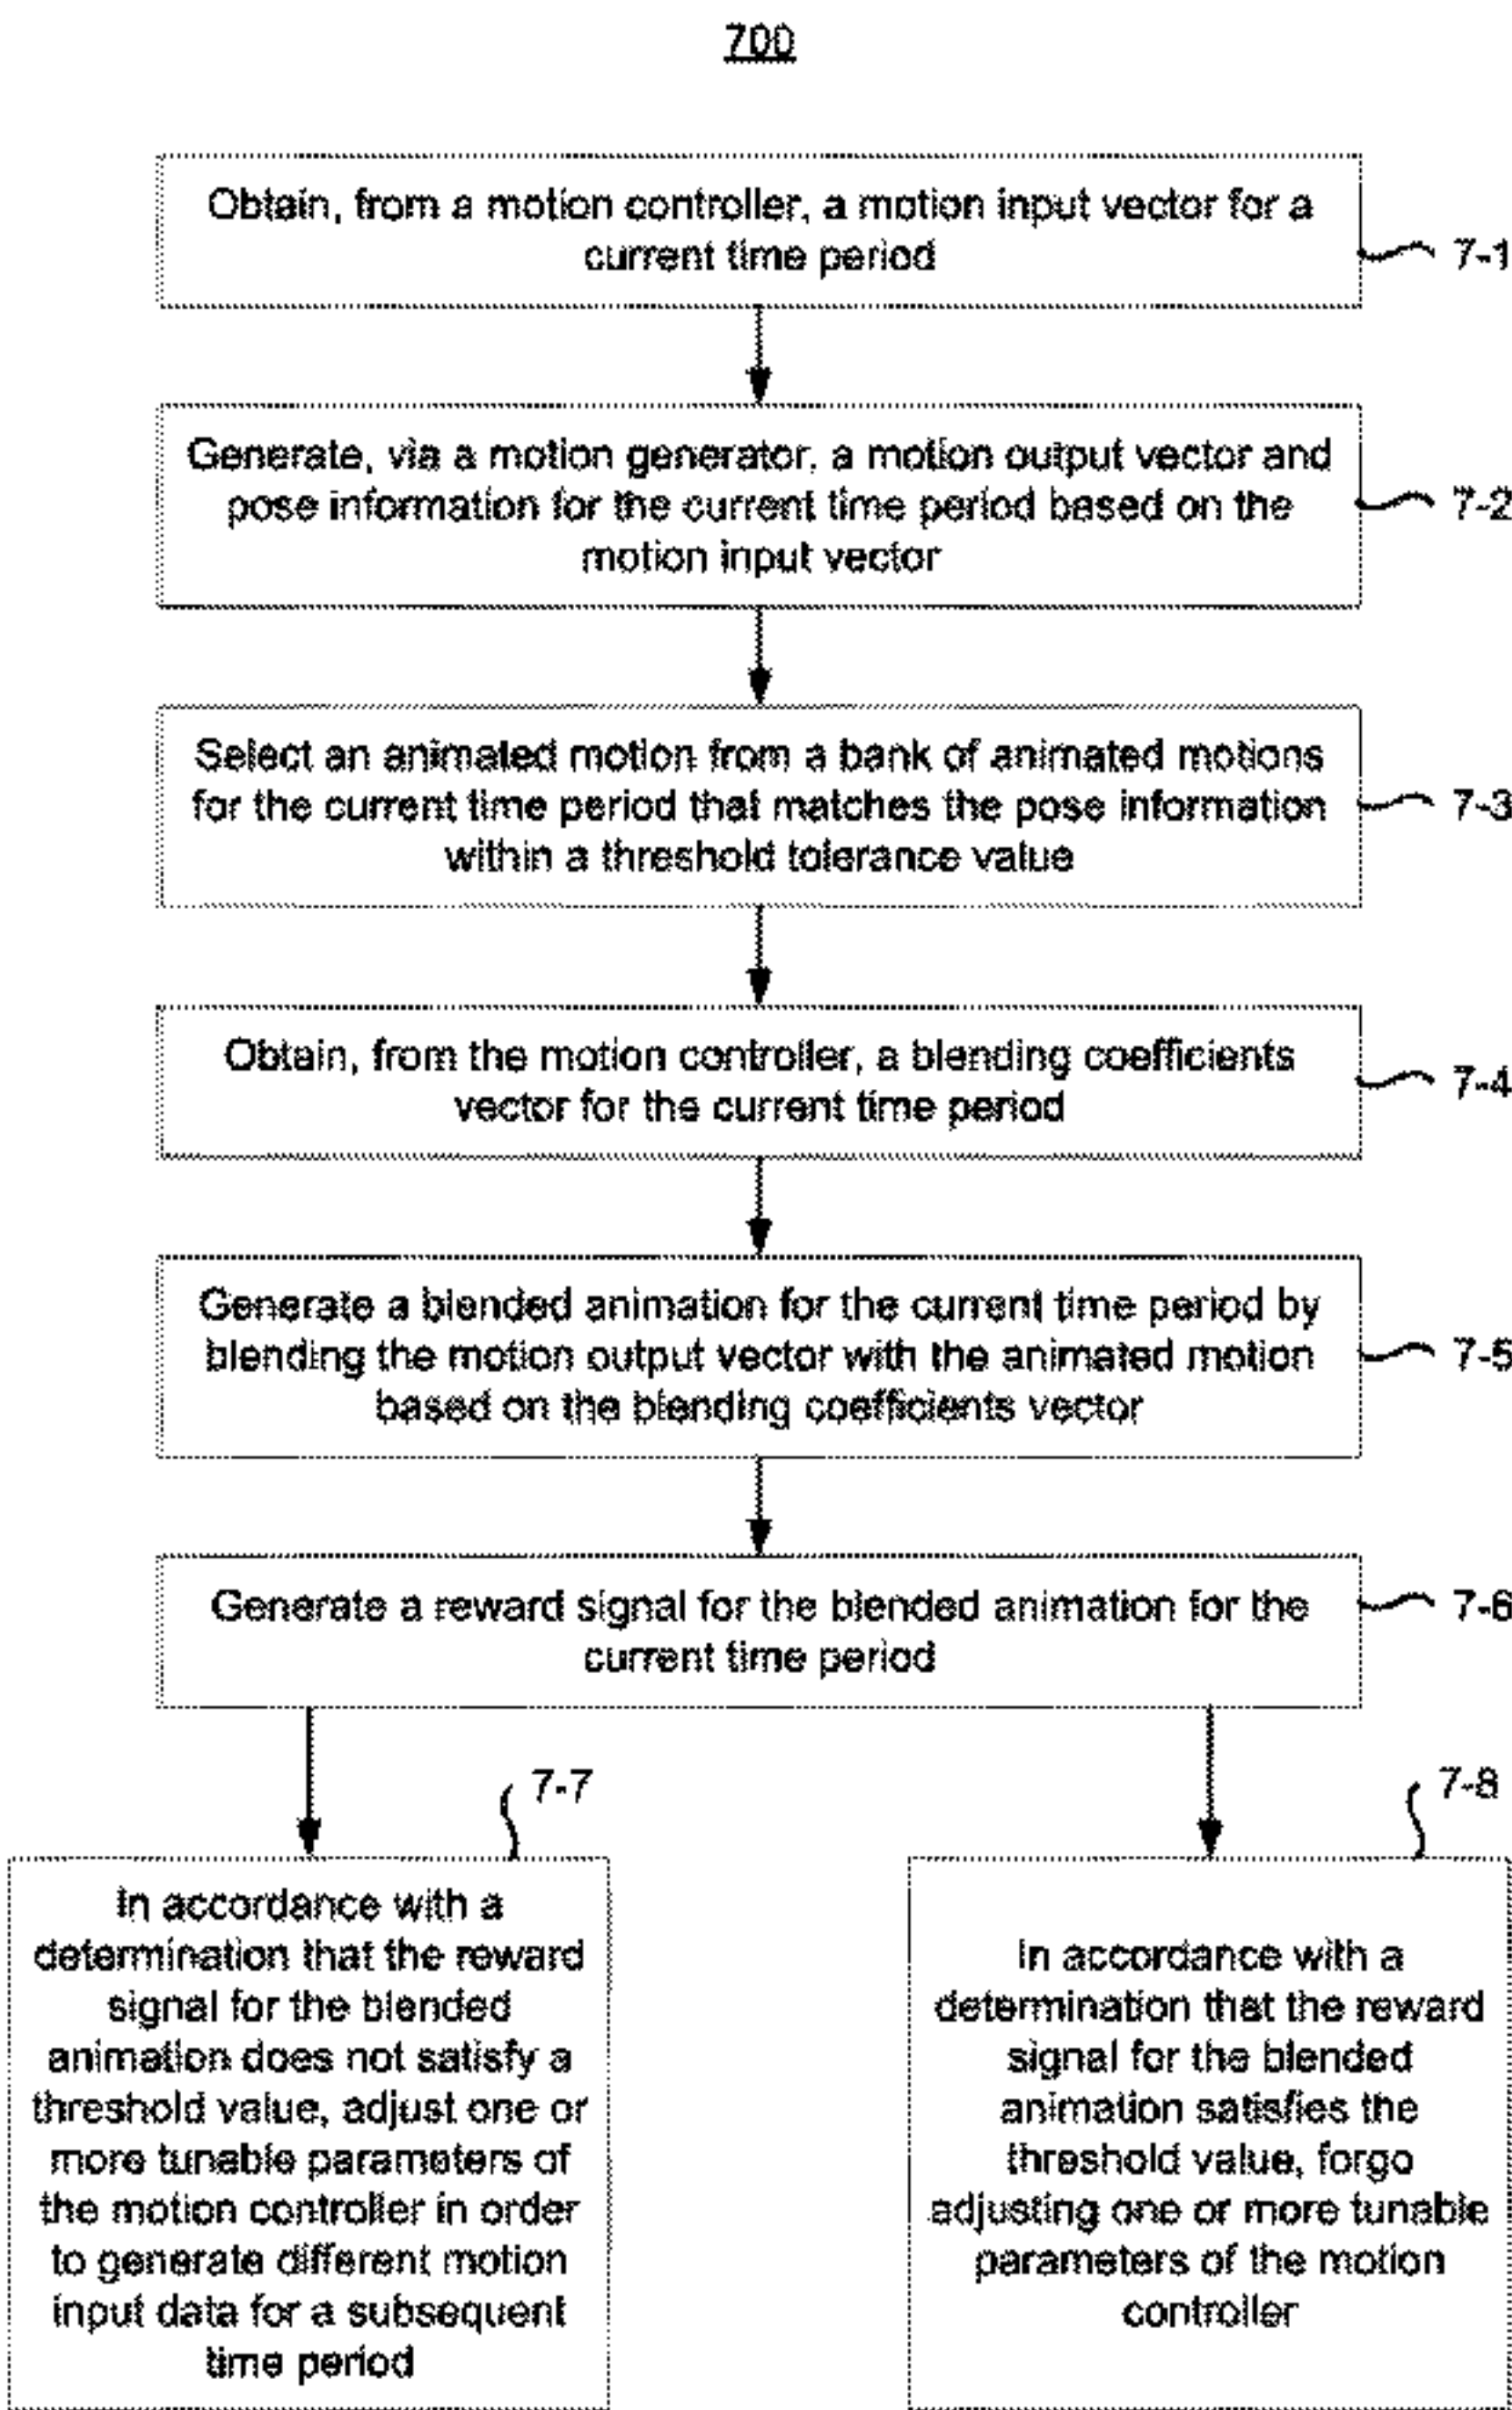 700
Obtain, from a motion controller, a motion input vector for a
current time period
7-1
Generate, via a motion generator, a motion output vector and
pose information for the current time period based on the
motion input vector
7-2
Select an animated motion from a bank of animated motions
for the current time period that matches the pose information
within a threshold tolerance value
7-3
Obtain, from the motion controller, a blending coefficients
vector for the current time period
7-4
Generate a blended animation for the current time period by
blending the motion output vector with the animated motion
based on the blending coefficients vector
7-5
Generate a reward signal for the blended animation for the
current time period
7-6
7-7
In accordance with a
determination that the reward
signal for the blended
animation does not satisfy a
threshold value, adjust one or
more tunable parameters of
the motion controller in order
to generate different motion
input data for a subsequent
time period
7-8
In accordance with a
determination that the reward
signal for the blended
animation satisfies the
threshold value, forgo
adjusting one or more tunable
parameters of the motion
controller